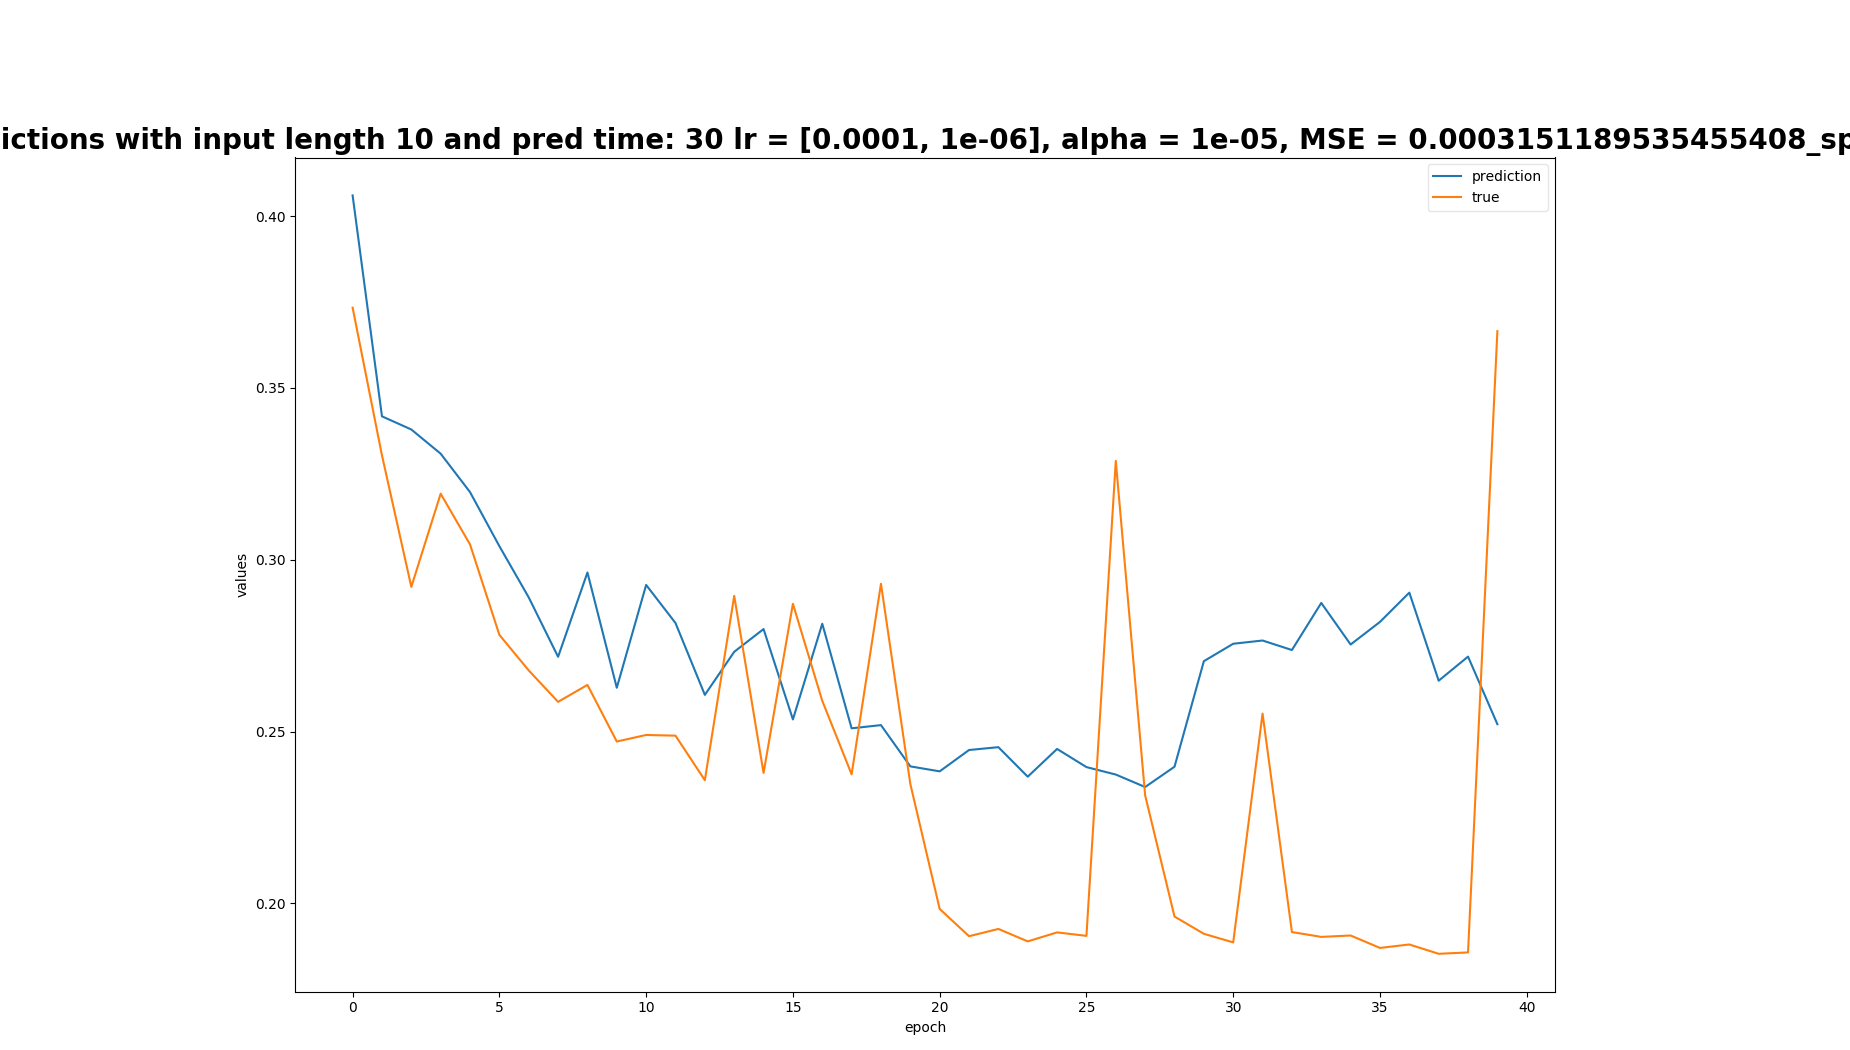 ictions with input length 10 and pred time: 30 lr = [0.0001, 1e-06], alpha = 1e-05, MSE = 0.0003151189535455408_sp
prediction
true
0.40
0.35
0.30
0.25
0.20
values
0 5 10 15 20 25 30 35 40
epoch